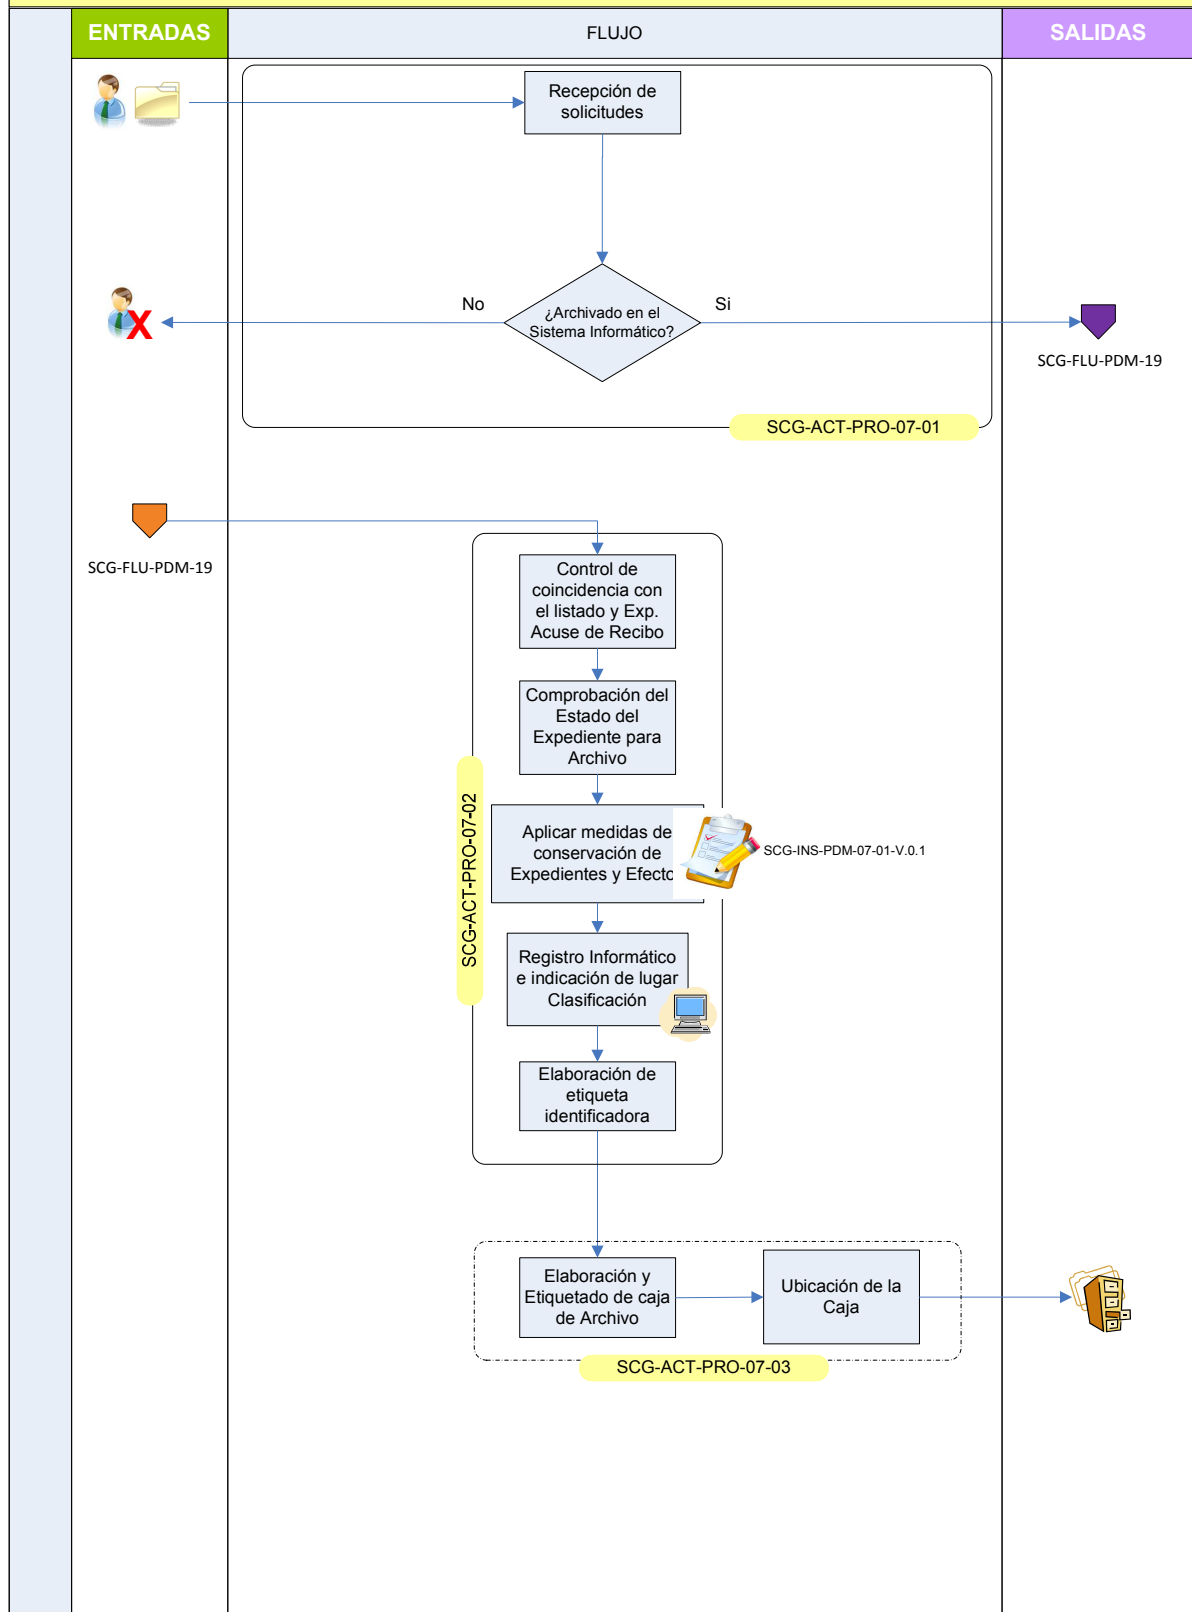 ENTRADAS
FLUJO
SALIDAS
Recepción de
solicitudes
No
¿Archivado en el
Sistema Informático?
Si
SCG-FLU-PDM-19
SCG-ACT-PRO-07-01
SCG-FLU-PDM-19
Control de
coincidencia con
el listado y Exp.
Acuse de Recibo
Comprobación del
Estado del
Expediente para
Archivo
SCG-ACT-PRO-07-02
Aplicar medidas de
conservación de
Expedientes y Efecto
SCG-INS-PDM-07-01-V.0.1
Registro Informático
e indicación de lugar
Clasificación
Elaboración de
etiqueta
identificadora
Elaboración y
Etiquetado de caja
de Archivo
Ubicación de la
Caja
SCG-ACT-PRO-07-03